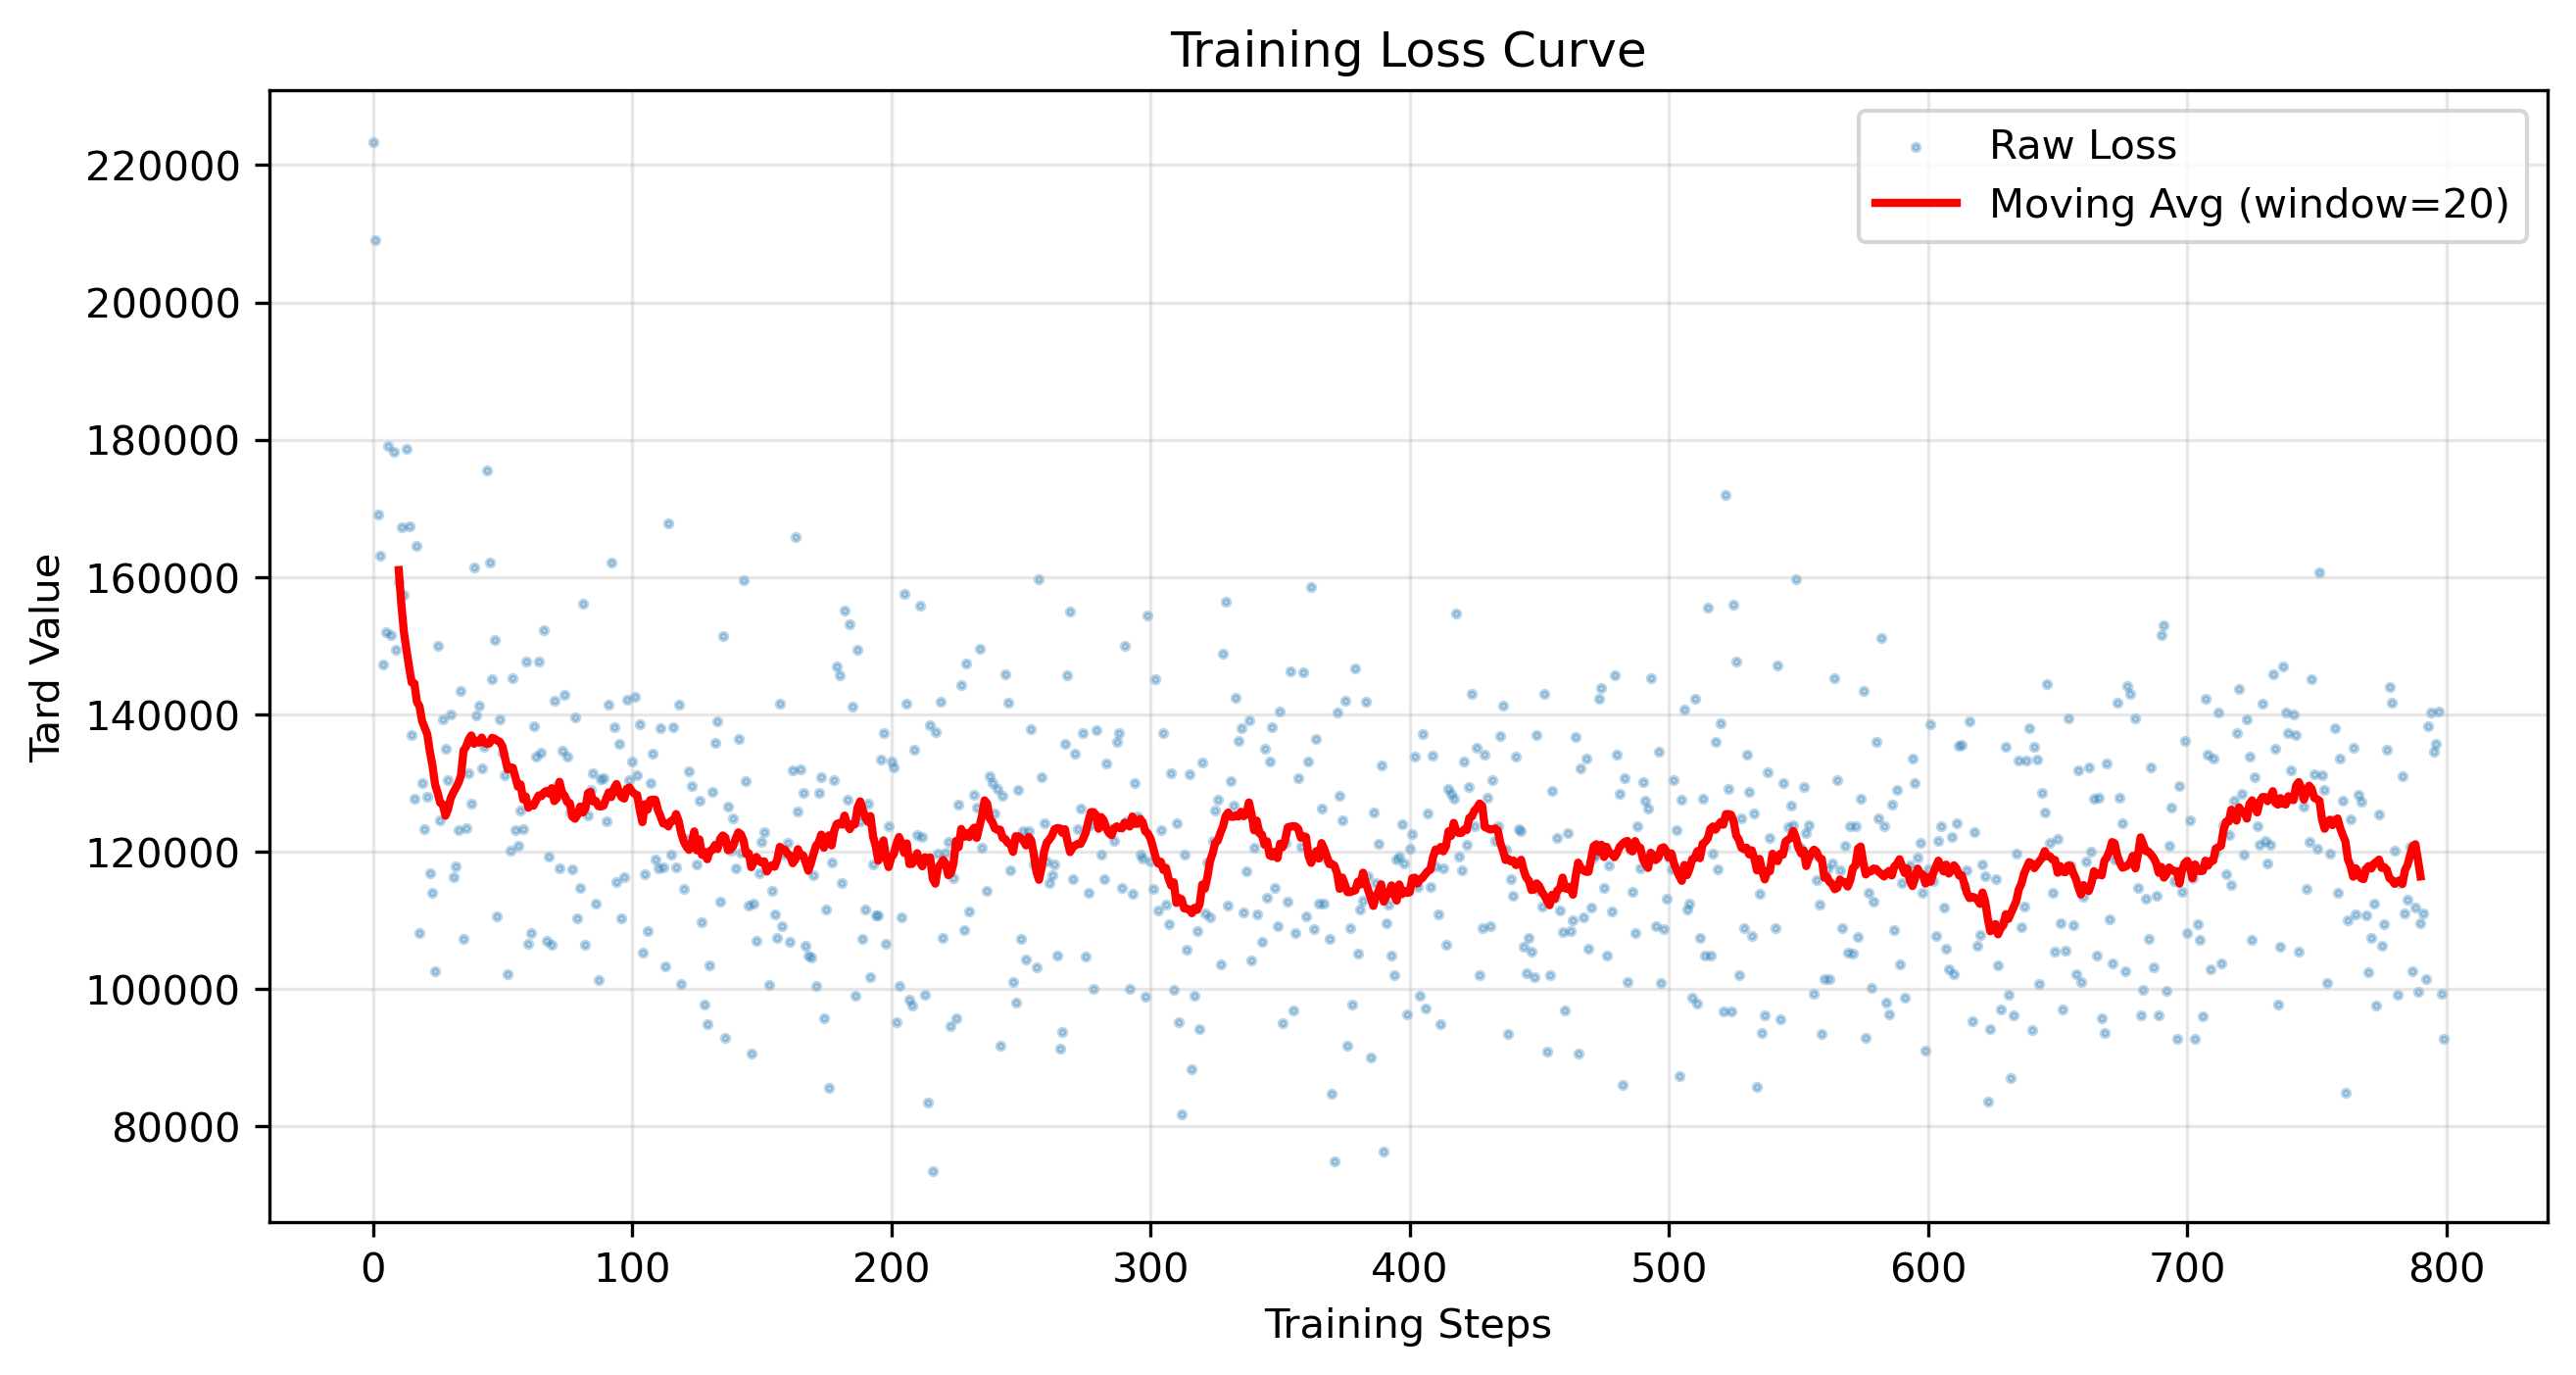 Training Loss Curve
Raw Loss
Moving Avg (window=20)
Tard Value
220000
200000
180000
160000
140000
120000
100000
80000
0 100 200 300 400 500 600 700 800
Training Steps